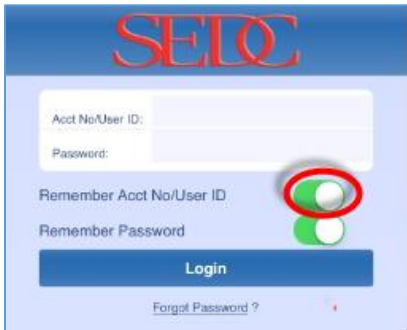 SEDC
Acct No/User ID:
Password:
Remember Acct No/User ID
Remember Password
Login
Forgot Password ?